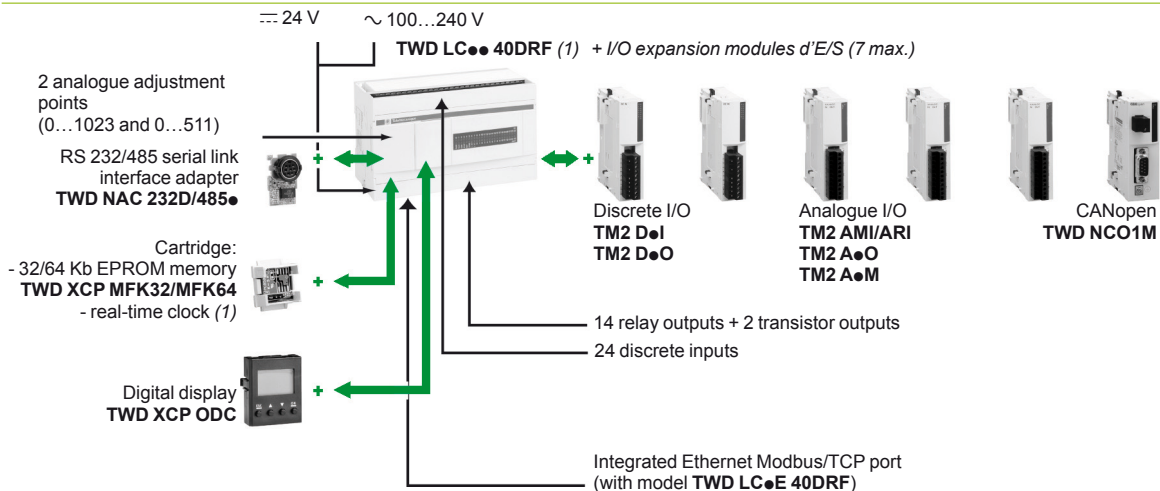 ⎓ 24 V
∿ 100…240 V
TWD LC●● 40DRF (1) + I/O expansion modules d'E/S (7 max.)
2 analogue adjustment
points
(0…1023 and 0…511)
RS 232/485 serial link
interface adapter
TWD NAC 232D/485●
Cartridge:
- 32/64 Kb EPROM memory
TWD XCP MFK32/MFK64
- real-time clock (1)
Digital display
TWD XCP ODC
+
+
+
+
Discrete I/O
TM2 D●I
TM2 D●O
Analogue I/O
TM2 AMI/ARI
TM2 A●O
TM2 A●M
CANopen
TWD NCO1M
14 relay outputs + 2 transistor outputs
24 discrete inputs
Integrated Ethernet Modbus/TCP port
(with model TWD LC●E 40DRF)